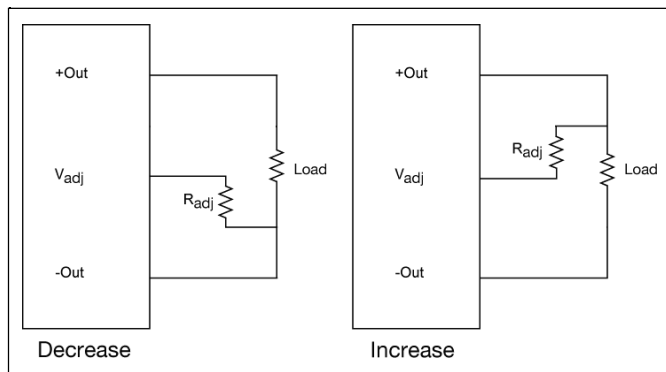 +Out
Vadj
Radj
Load
-Out
Decrease
+Out
Radj
Vadj
Load
-Out
Increase